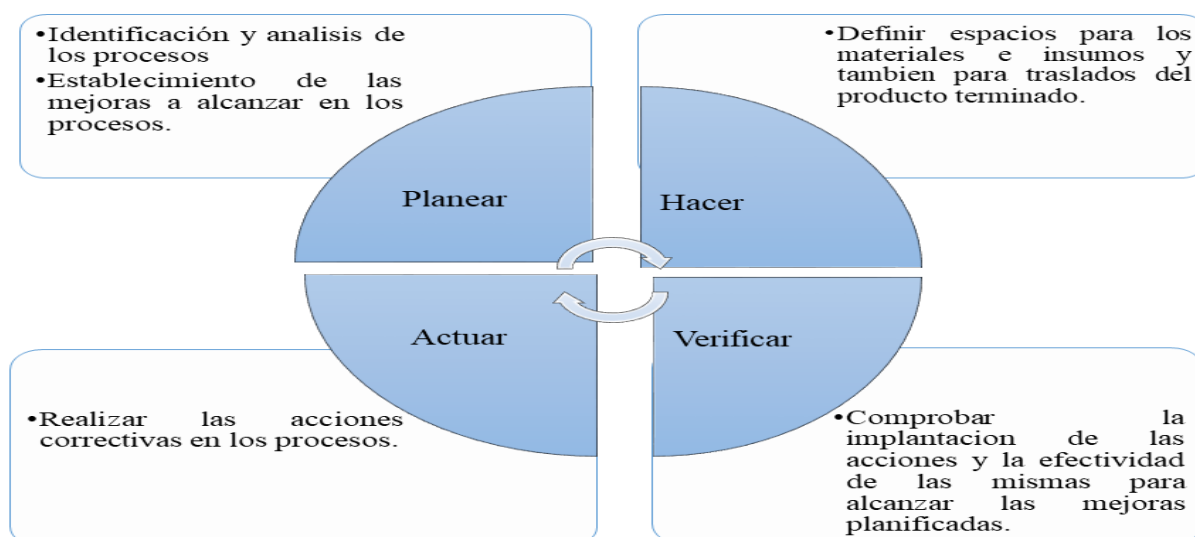 •Identificación y analisis de
los procesos
•Establecimiento de las
mejoras a alcanzar en los
procesos.
•Definir espacios para los
materiales e insumos y
tambien para traslados del
producto terminado.
Planear
Hacer
Actuar
Verificar
•Realizar las acciones
correctivas en los procesos.
•Comprobar la
implantacion de las
acciones y la efectividad
de las mismas para
alcanzar las mejoras
planificadas.